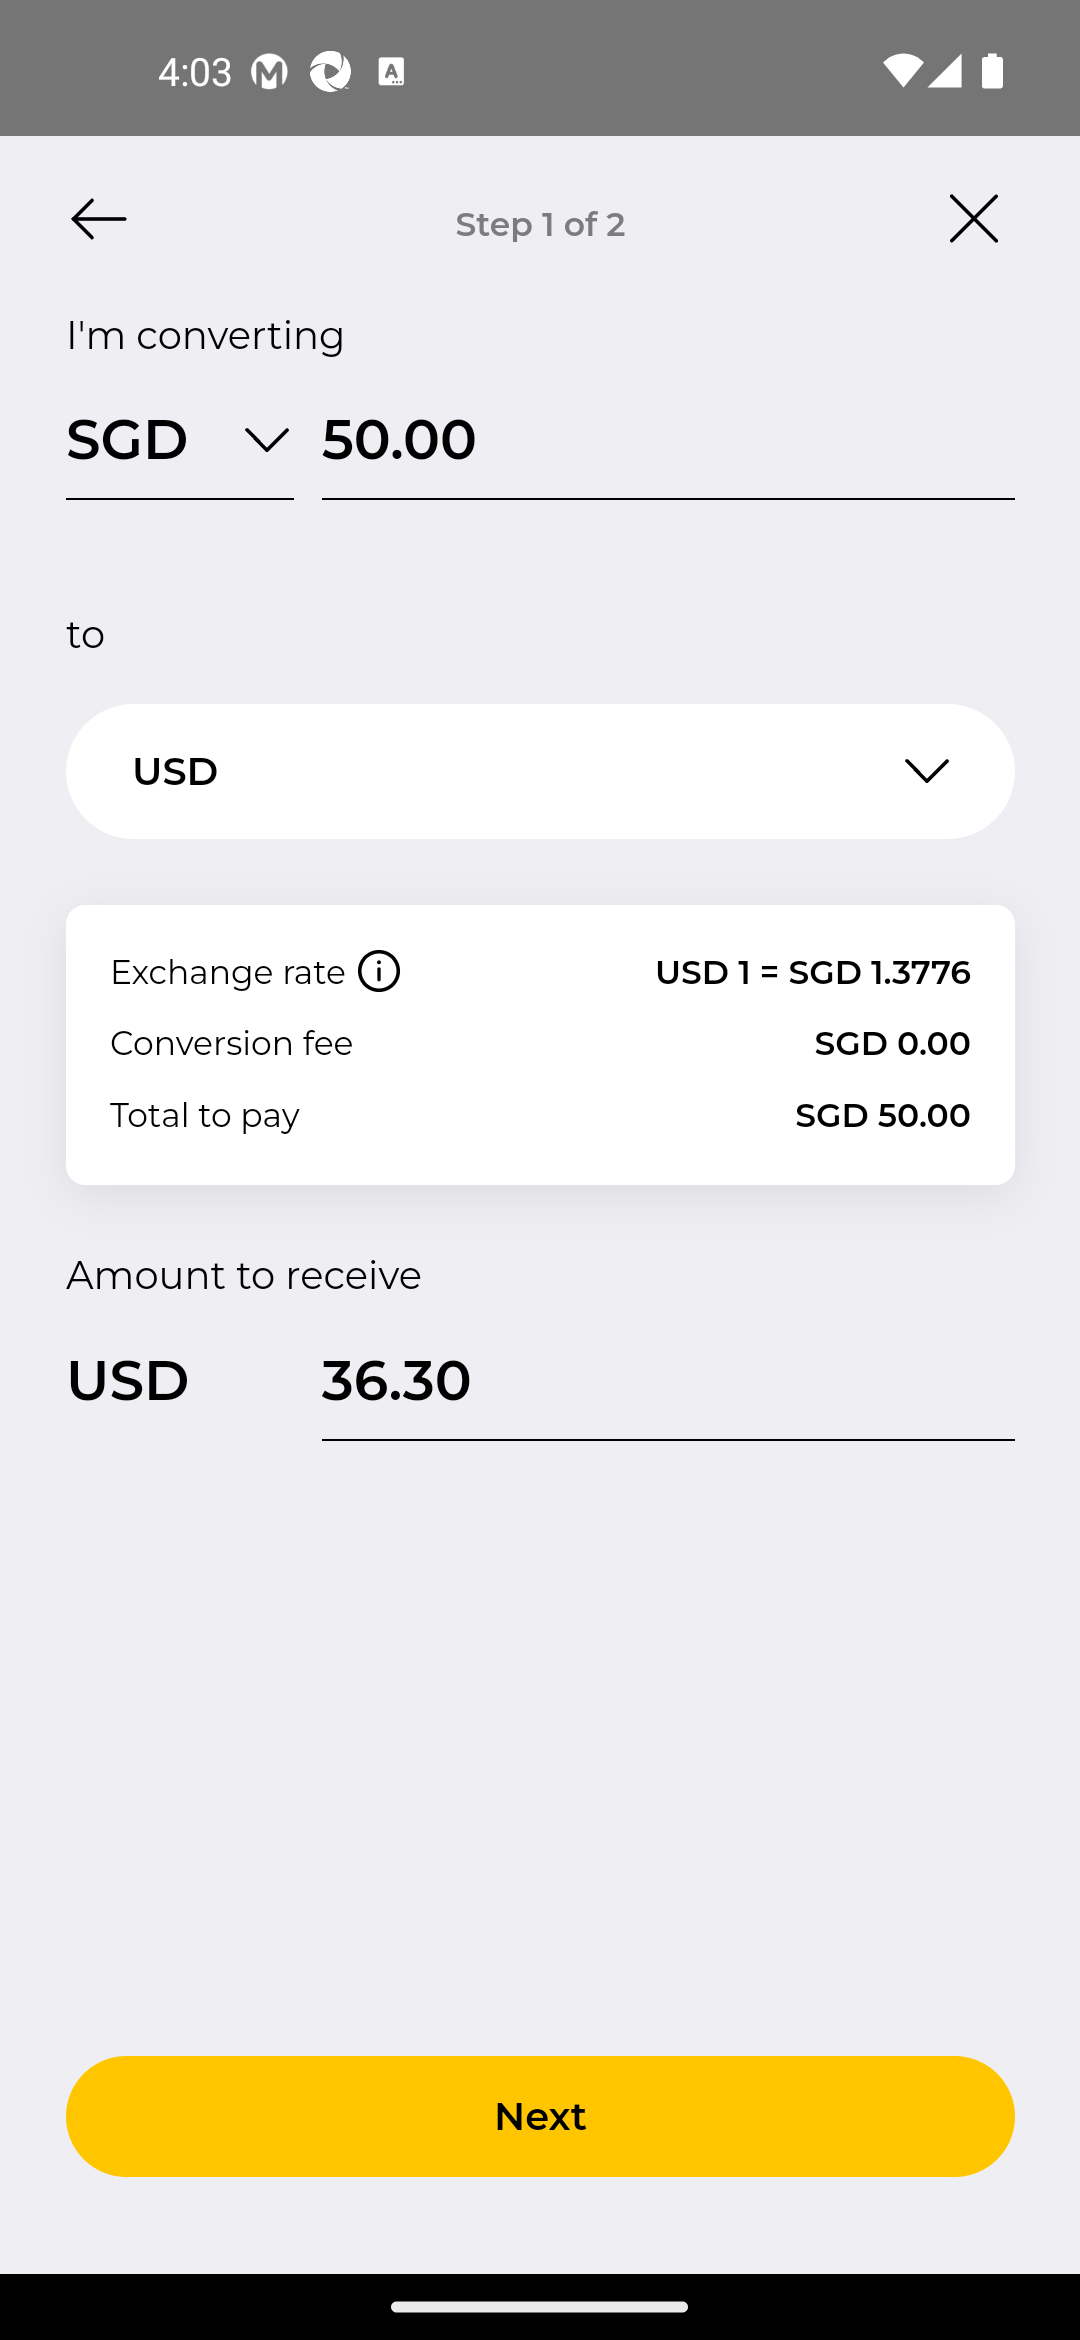 4:03
Step 1 of 2
I'm converting
SGD 50.00
to
USD
Exchange rate USD 1 = SGD 1.3776
Conversion fee SGD 0.00
Total to pay SGD 50.00
Amount to receive
USD 36.30
Next